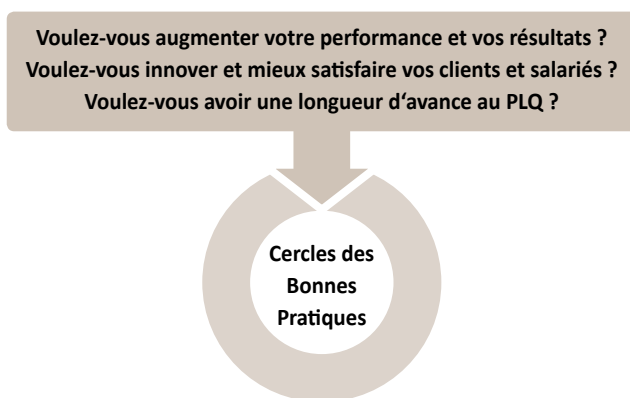 Voulez-vous augmenter votre performance et vos résultats ?
Voulez-vous innover et mieux satisfaire vos clients et salariés ?
Voulez-vous avoir une longueur d‘avance au PLQ ?
Cercles des
Bonnes
Pratiques